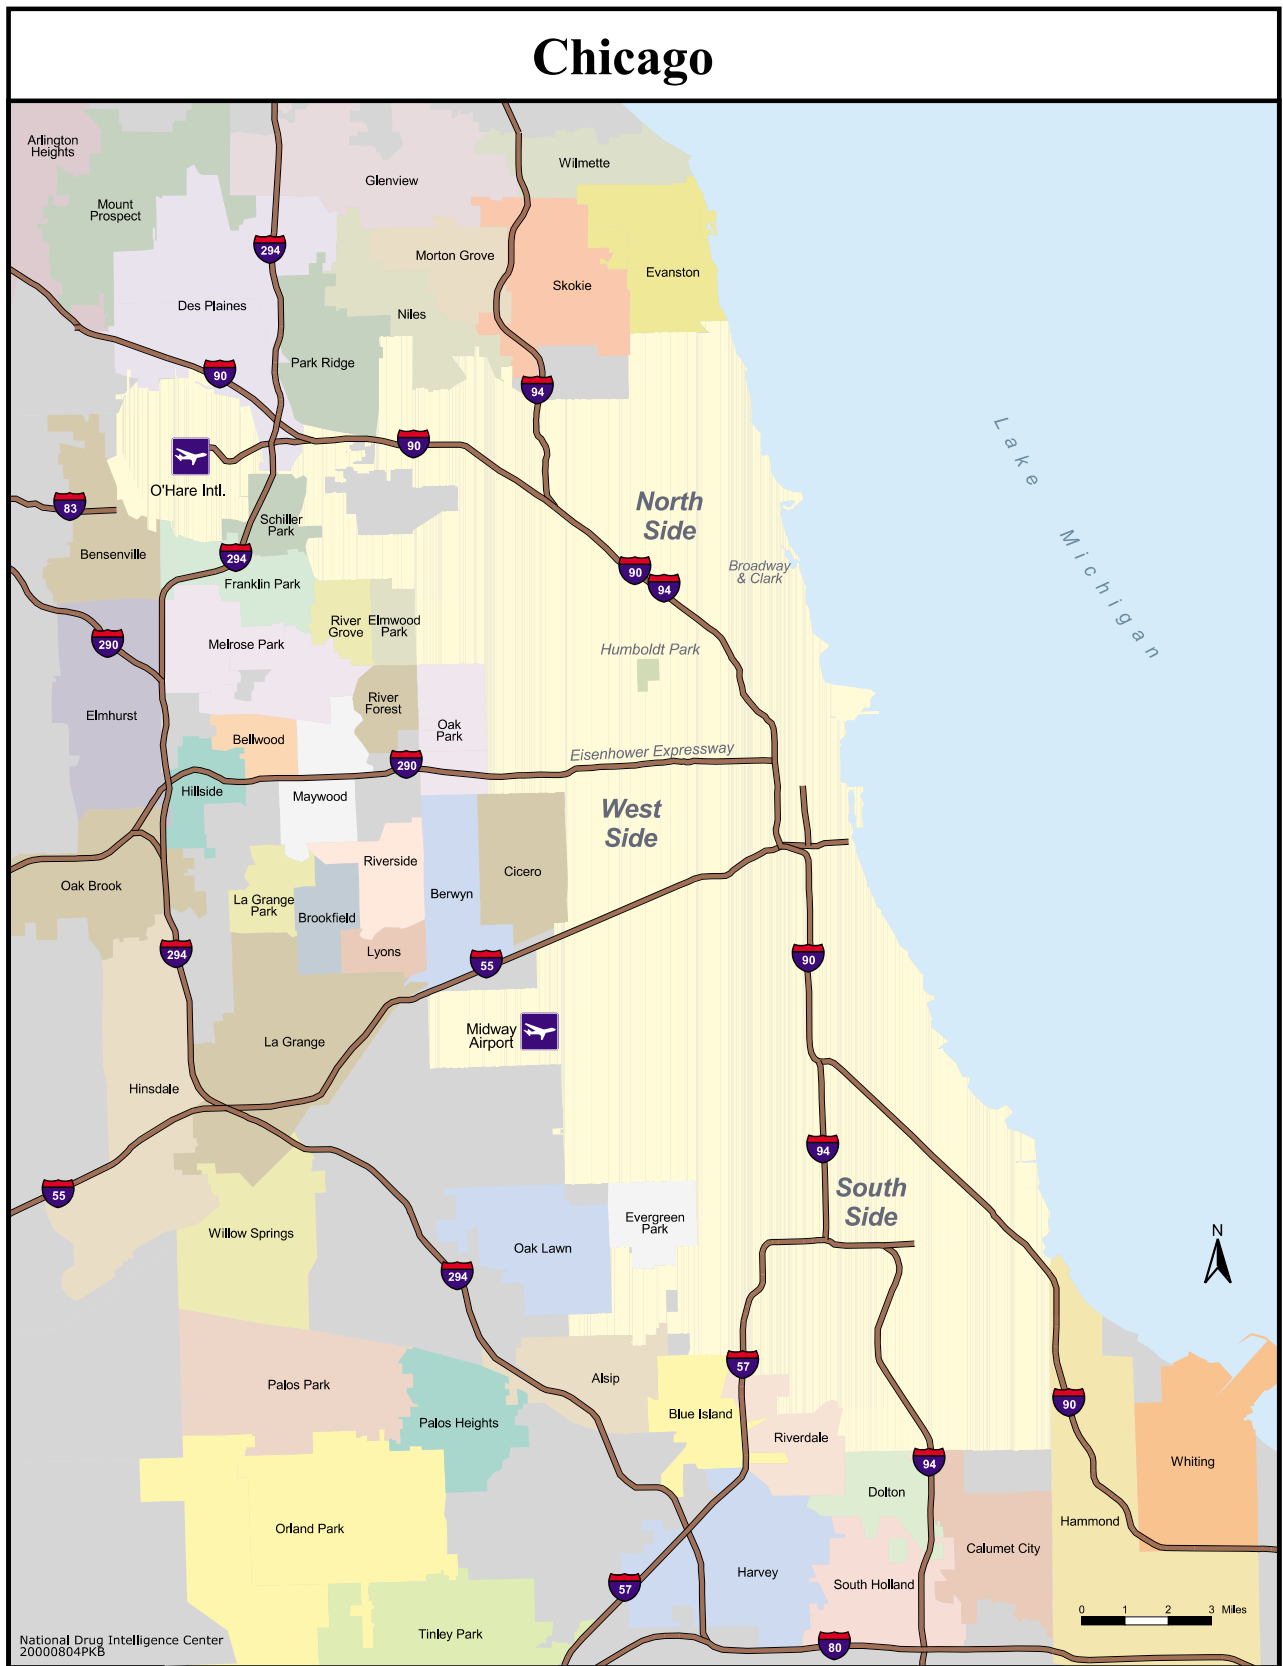 Chicago
Arlington
Heights
Wilmette
Glenview
Mount
Prospect
294
Morton Grove
Evanston
Skokie
Des Plaines
Niles
Park Ridge
90
94
Lake
Michigan
90
O'Hare Intl.
North
Side
83
Schiller
Park
Bensenville
294
Broadway
& Clark
90
94
Franklin Park
River
Grove
Elmwood
Park
290
Melrose Park
Humboldt Park
River
Forest
Elmhurst
Oak
Park
Bellwood
Eisenhower Expressway
290
Hillside
Maywood
West
Side
Riverside
Cicero
Oak Brook
Berwyn
La Grange
Park
Brookfield
Lyons
294
55
90
Midway
Airport
La Grange
Hinsdale
94
55
South
Side
Evergreen
Park
Willow Springs
Oak Lawn
N
294
57
Alsip
Palos Park
90
Blue Island
Palos Heights
Riverdale
94
Whiting
Dolton
Orland Park
Hammond
Calumet City
Harvey
57
South Holland
0 1 2 3 Miles
Tinley Park
80
National Drug Intelligence Center
20000804PKB